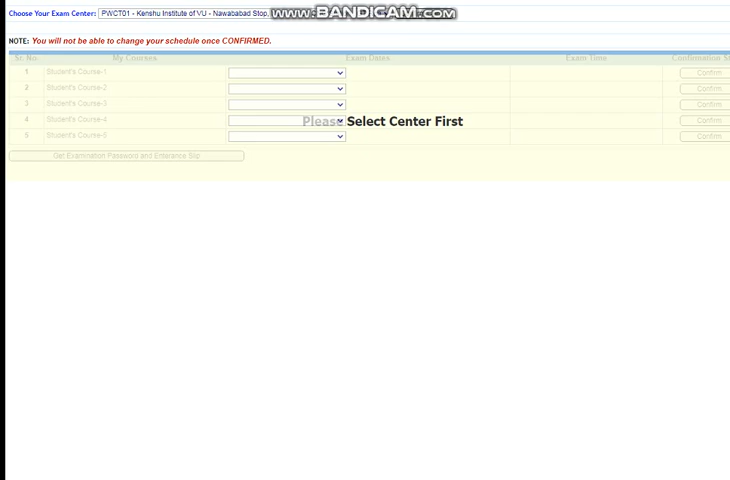 Choose Your Exam Center: PWCT01 - Kenshu Institute of VU - Nawababad Stop,
www.BANDICAM.com
NOTE: You will not be able to change your schedule once CONFIRMED.
Sr. No. My Courses Exam Dates Exam Time Confirmation St
1 Student's Course-1 Confirm
2 Student's Course-2 Confirm
3 Student's Course-3 Confirm
4 Student's Course-4 Confirm
Please Select Center First
5 Student's Course-5 Confirm
Get Examination Password and Enterance Slip